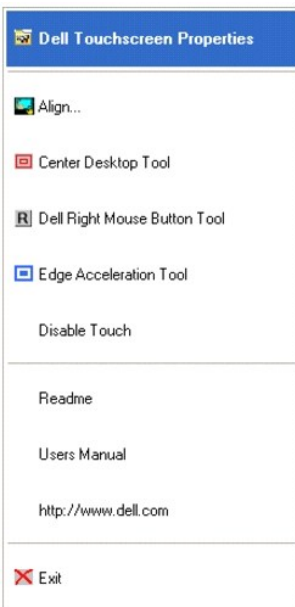 Dell Touchscreen Properties
Align...
Center Desktop Tool
R Dell Right Mouse Button Tool
Edge Acceleration Tool
Disable Touch
Readme
Users Manual
http://www.dell.com
Exit